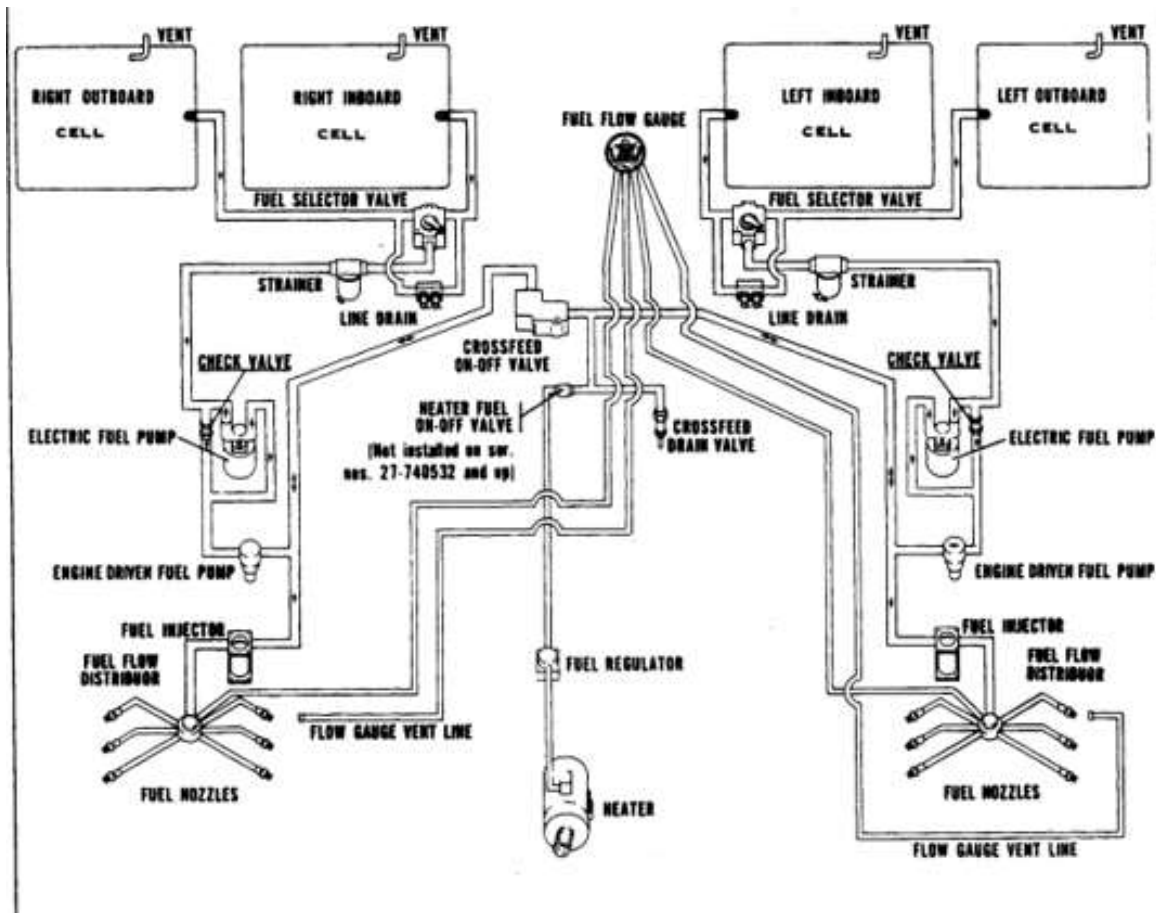 VENT
VENT
VENT
VENT
RIGHT OUTBOARD
CELL
RIGHT INBOARD
CELL
LEFT INBOARD
CELL
LEFT OUTBOARD
CELL
FUEL FLOW GAUGE
FUEL SELECTOR VALVE
FUEL SELECTOR VALVE
STRAINER
LINE DRAIN
LINE DRAIN
STRAINER
CROSSFEED
ON-OFF VALVE
CHECK VALVE
CHECK VALVE
HEATER FUEL
ON-OFF VALVE
(Not installed on ser.
nos. 27-740532 and up)
CROSSFEED
DRAIN VALVE
ELECTRIC FUEL PUMP
ELECTRIC FUEL PUMP
ENGINE DRIVEN FUEL PUMP
ENGINE DRIVEN FUEL PUMP
FUEL INJECTOR
FUEL INJECTOR
FUEL FLOW
DISTRIBUOR
FUEL REGULATOR
FUEL FLOW
DISTRIBUOR
FLOW GAUGE VENT LINE
FUEL NOZZLES
HEATER
FUEL NOZZLES
FLOW GAUGE VENT LINE